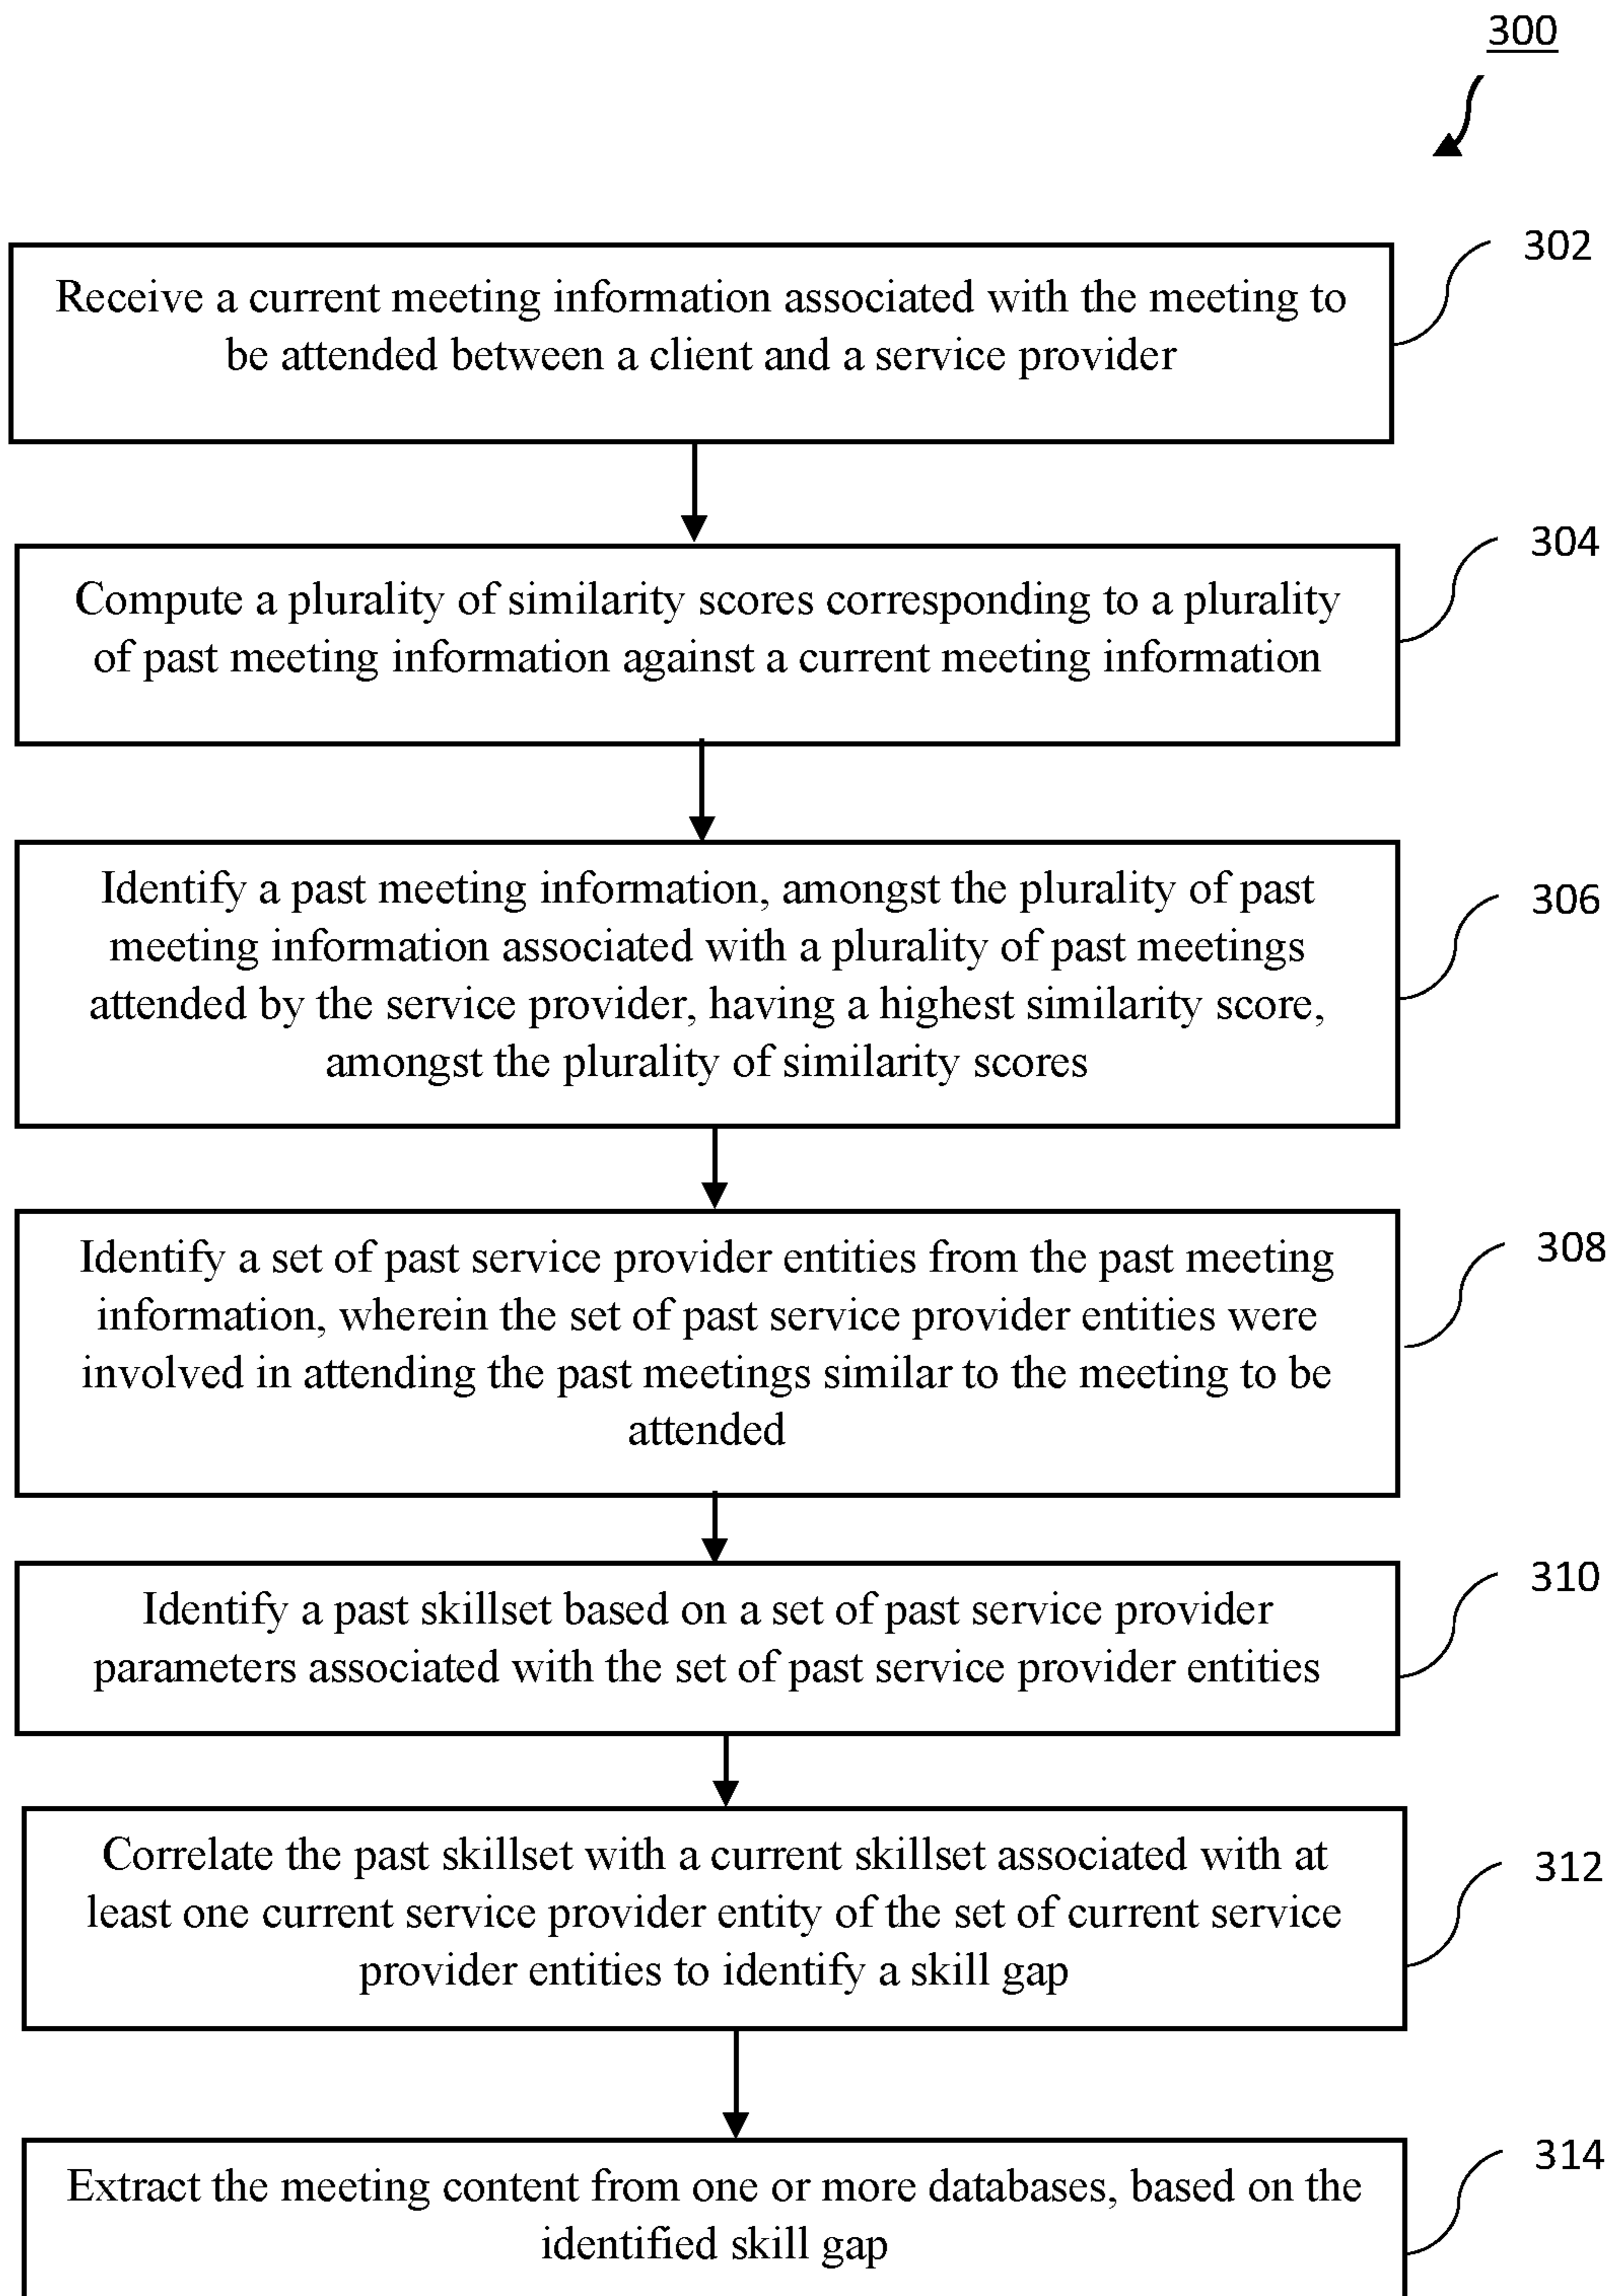 300
302
Receive a current meeting information associated with the meeting to
be attended between a client and a service provider
304
Compute a plurality of similarity scores corresponding to a plurality
of past meeting information against a current meeting information
306
Identify a past meeting information, amongst the plurality of past
meeting information associated with a plurality of past meetings
attended by the service provider, having a highest similarity score,
amongst the plurality of similarity scores
308
Identify a set of past service provider entities from the past meeting
information, wherein the set of past service provider entities were
involved in attending the past meetings similar to the meeting to be
attended
310
Identify a past skillset based on a set of past service provider
parameters associated with the set of past service provider entities
312
Correlate the past skillset with a current skillset associated with at
least one current service provider entity of the set of current service
provider entities to identify a skill gap
314
Extract the meeting content from one or more databases, based on the
identified skill gap